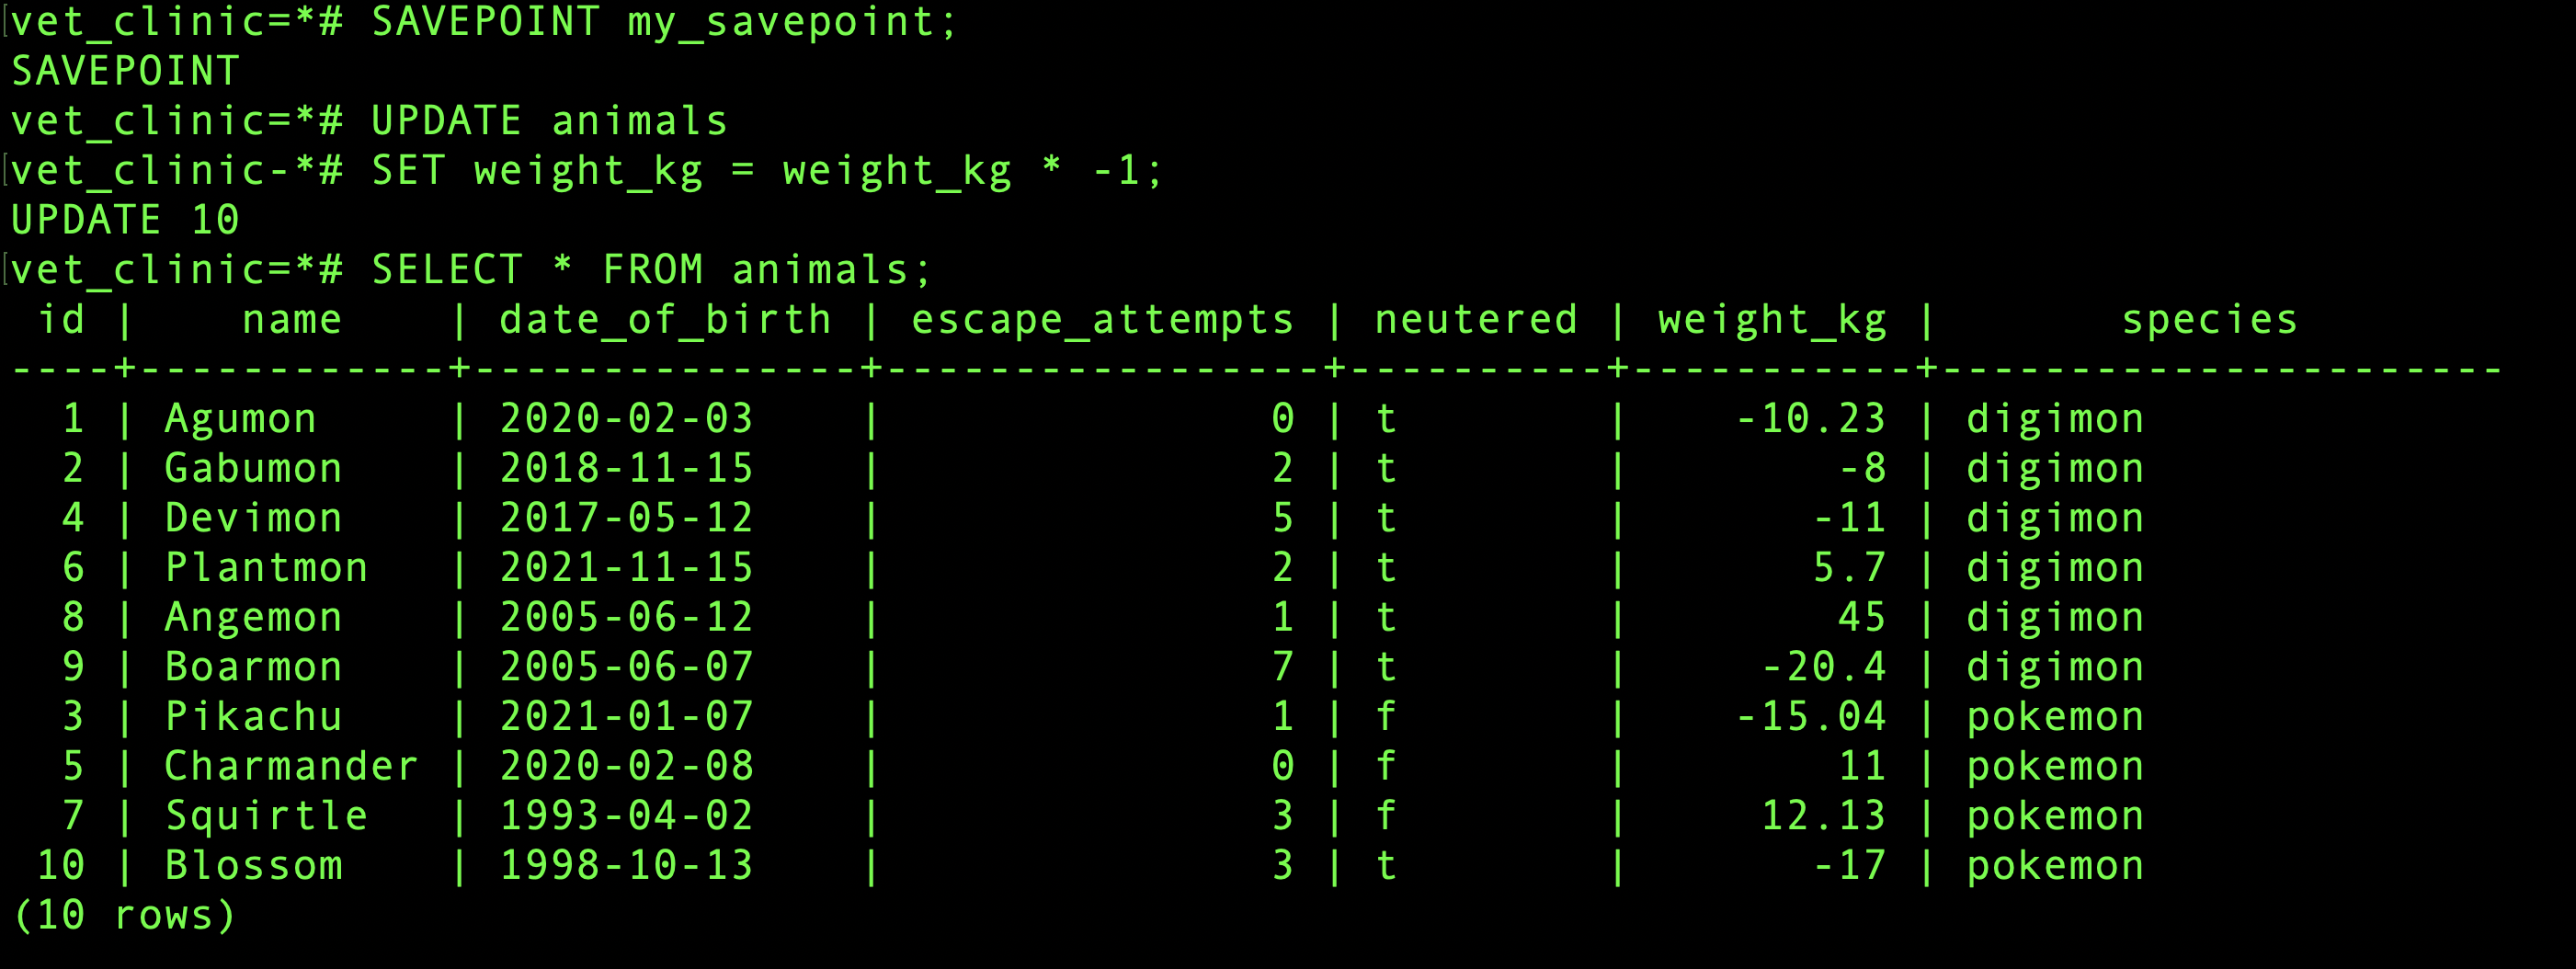 vet_clinic=*# SAVEPOINT my_savepoint;
SAVEPOINT
vet_clinic=*# UPDATE animals
vet_clinic-*# SET weight_kg = weight_kg * -1;
UPDATE 10
vet_clinic=*# SELECT * FROM animals;
 id |    name    | date_of_birth | escape_attempts | neutered | weight_kg |       species
----+------------+---------------+-----------------+----------+-----------+----------------------
  1 | Agumon     | 2020-02-03    |               0 | t        |    -10.23 | digimon
  2 | Gabumon    | 2018-11-15    |               2 | t        |        -8 | digimon
  4 | Devimon    | 2017-05-12    |               5 | t        |       -11 | digimon
  6 | Plantmon   | 2021-11-15    |               2 | t        |       5.7 | digimon
  8 | Angemon    | 2005-06-12    |               1 | t        |        45 | digimon
  9 | Boarmon    | 2005-06-07    |               7 | t        |     -20.4 | digimon
  3 | Pikachu    | 2021-01-07    |               1 | f        |    -15.04 | pokemon
  5 | Charmander | 2020-02-08    |               0 | f        |        11 | pokemon
  7 | Squirtle   | 1993-04-02    |               3 | f        |     12.13 | pokemon
 10 | Blossom    | 1998-10-13    |               3 | t        |       -17 | pokemon
(10 rows)